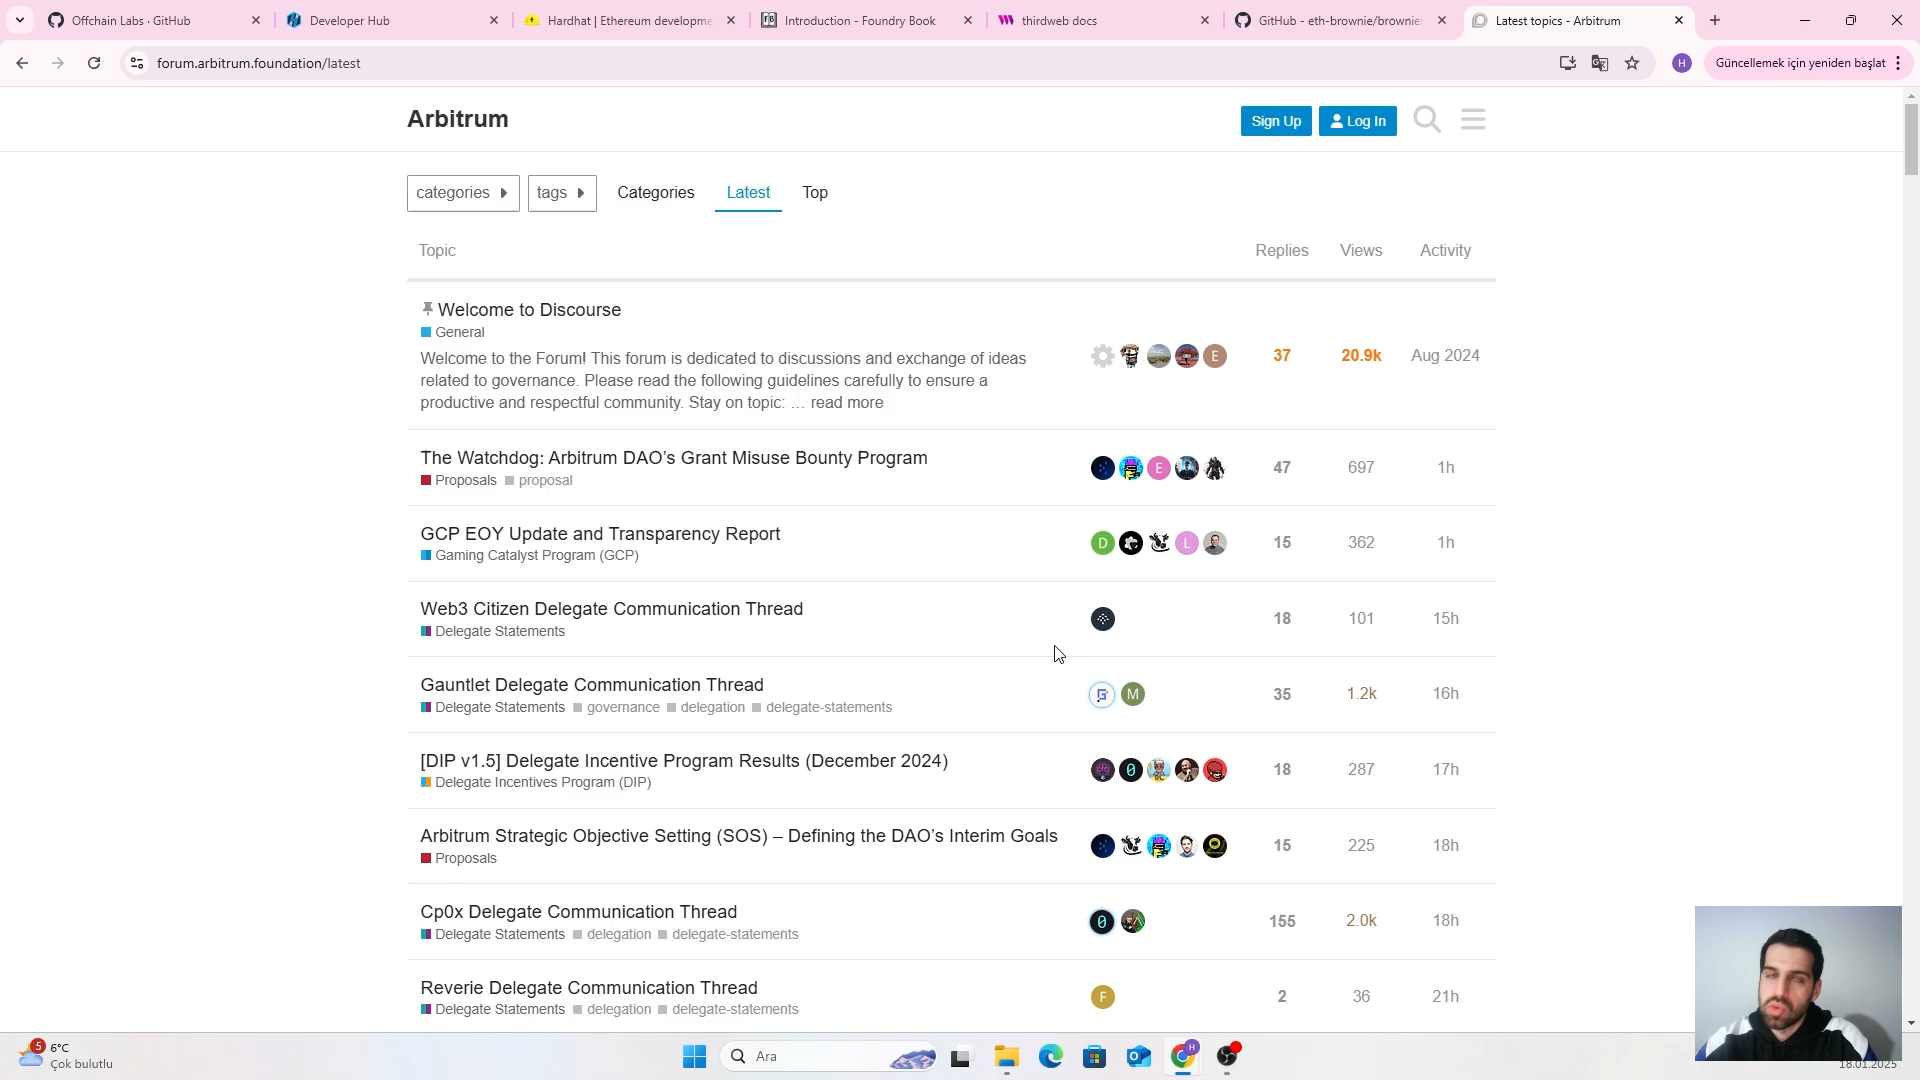 Offchain Labs · GitHub
Developer Hub
Hardhat | Ethereum developme
Introduction - Foundry Book
thirdweb docs
GitHub - eth-brownie/brownie:
Latest topics - Arbitrum
forum.arbitrum.foundation/latest
H
Güncellemek için yeniden başlat
Arbitrum
Sign Up
Log In
categories
tags
Categories
Latest
Top
Topic
Replies
Views
Activity
Welcome to Discourse
General
Welcome to the Forum! This forum is dedicated to discussions and exchange of ideas
related to governance. Please read the following guidelines carefully to ensure a
productive and respectful community. Stay on topic: … read more
E
37
20.9k
Aug 2024
The Watchdog: Arbitrum DAO’s Grant Misuse Bounty Program
Proposals
proposal
E
47
697
1h
GCP EOY Update and Transparency Report
Gaming Catalyst Program (GCP)
D
L
15
362
1h
Web3 Citizen Delegate Communication Thread
Delegate Statements
18
101
15h
Gauntlet Delegate Communication Thread
Delegate Statements
governance
delegation
delegate-statements
G
M
35
1.2k
16h
[DIP v1.5] Delegate Incentive Program Results (December 2024)
Delegate Incentives Program (DIP)
0
18
287
17h
Arbitrum Strategic Objective Setting (SOS) – Defining the DAO’s Interim Goals
Proposals
15
225
18h
Cp0x Delegate Communication Thread
Delegate Statements
delegation
delegate-statements
0
155
2.0k
18h
Reverie Delegate Communication Thread
Delegate Statements
delegation
delegate-statements
F
2
36
21h
5
6°C
Çok bulutlu
Ara
H
18.01.2025